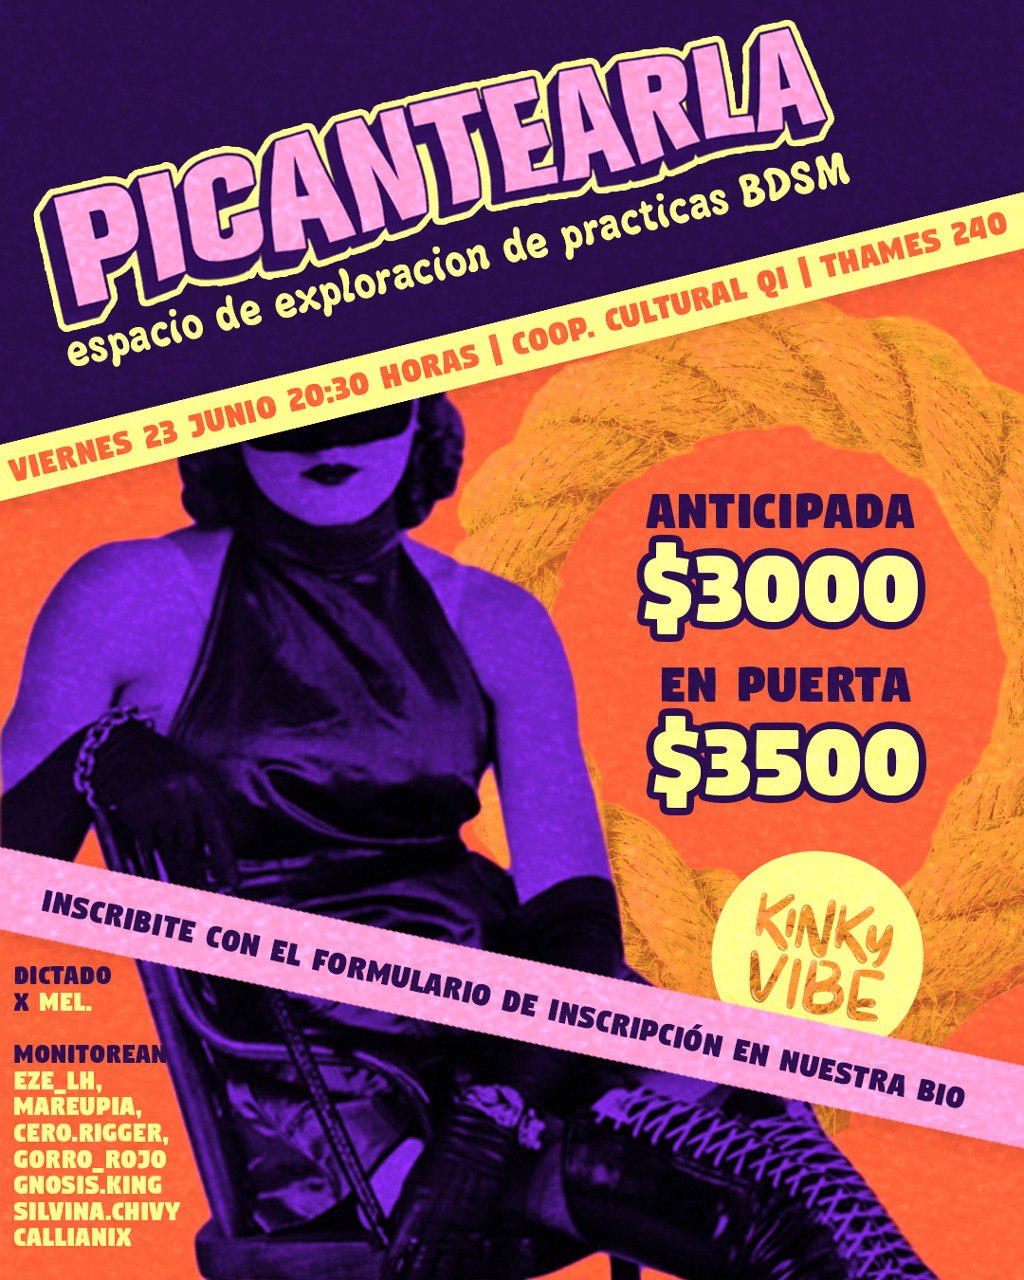 PICANTEARLA
espacio de exploracion de practicas BDSM
VIERNES 23 JUNIO 20:30 HORAS | COOP. CULTURAL QI | THAMES 240
ANTICIPADA
$3000
EN PUERTA
$3500
KiNKy
VIBE
INSCRIBITE CON EL FORMULARIO DE INSCRIPCIÓN EN NUESTRA BIO
DICTADO
X MEL.
MONITOREAN
EZE_LH,
MAREUPIA,
CERO.RIGGER,
GORRO_ROJO
GNOSIS.KING
SILVINA.CHIVY
CALLIANIX